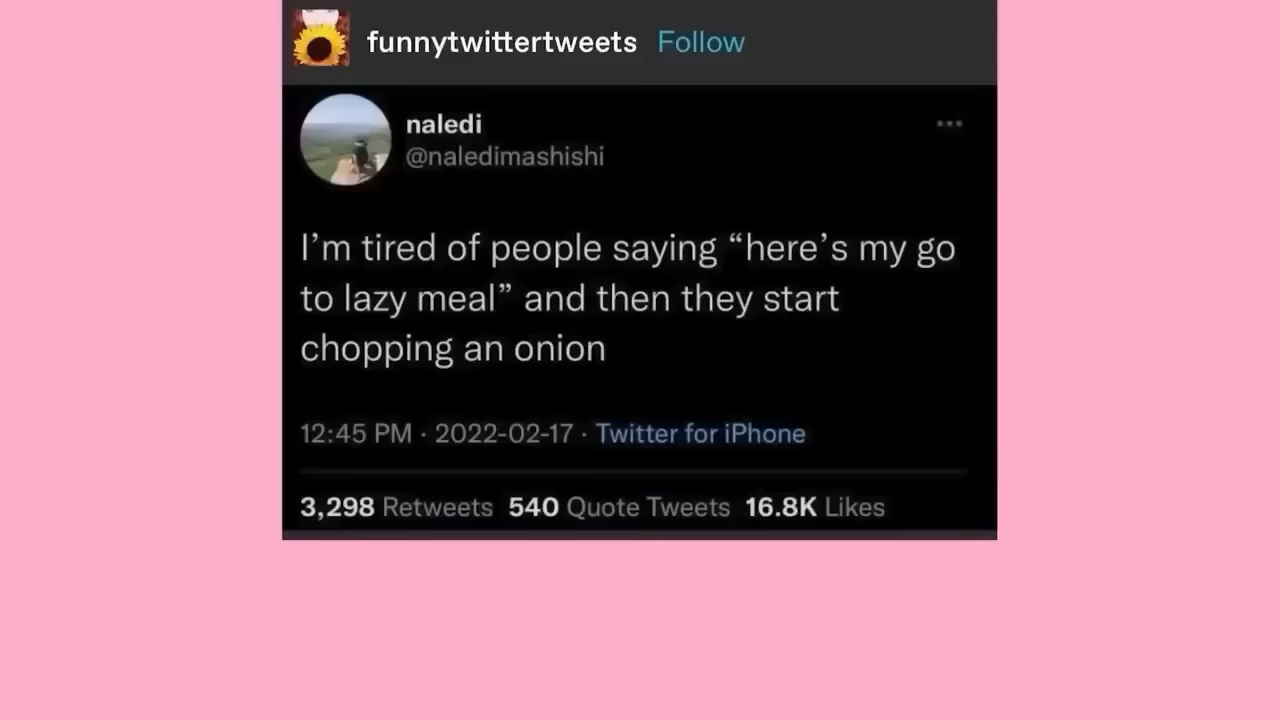 funnytwittertweets Follow
naledi
@naledimashishi
I’m tired of people saying “here’s my go
to lazy meal” and then they start
chopping an onion
12:45 PM · 2022-02-17 · Twitter for iPhone
3,298 Retweets 540 Quote Tweets 16.8K Likes